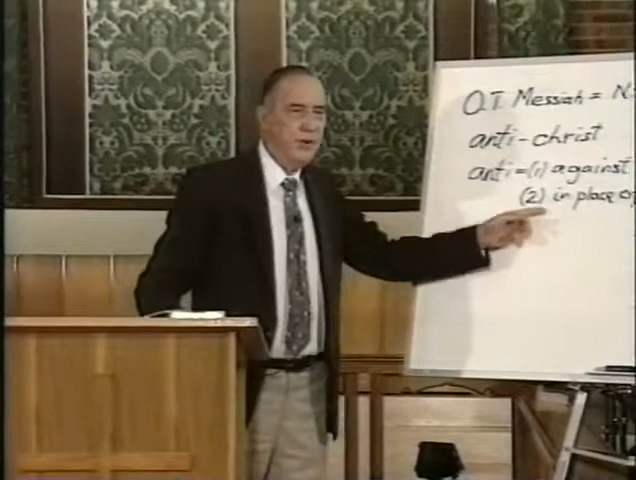 O.T. Messiah = N.
anti-christ
anti = (1) against
(2) in place of